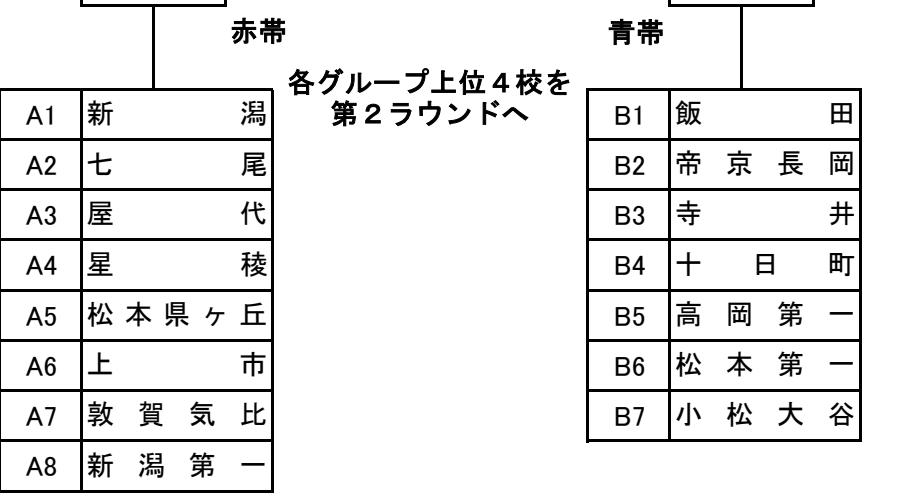 赤帯
青帯
各グループ上位４校を
第２ラウンドへ
A1 新潟
A2 七尾
A3 屋代
A4 星稜
A5 松本県ヶ丘
A6 上市
A7 敦賀気比
A8 新潟第一
B1 飯田
B2 帝京長岡
B3 寺井
B4 十日町
B5 高岡第一
B6 松本第一
B7 小松大谷